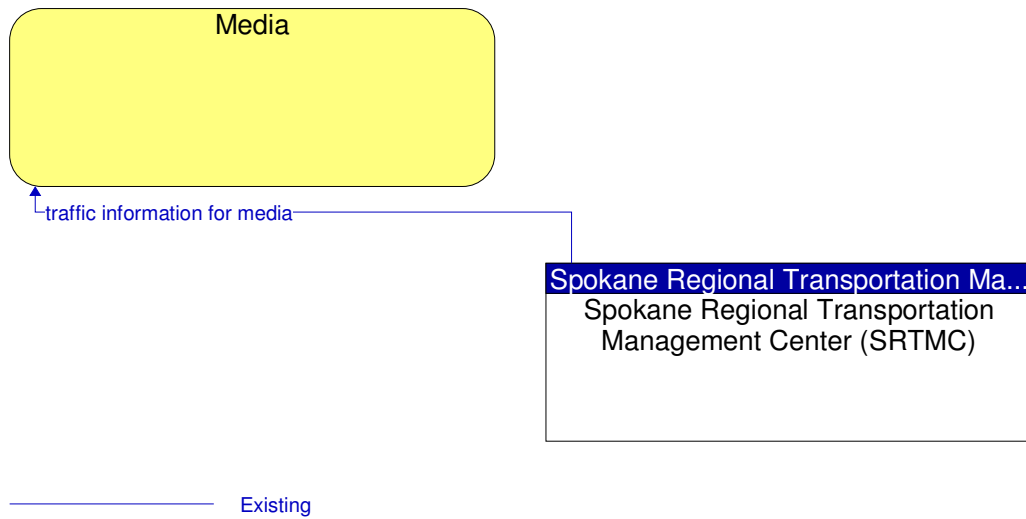 Media
traffic information for media
Spokane Regional Transportation Ma...
Spokane Regional Transportation
Management Center (SRTMC)
Existing